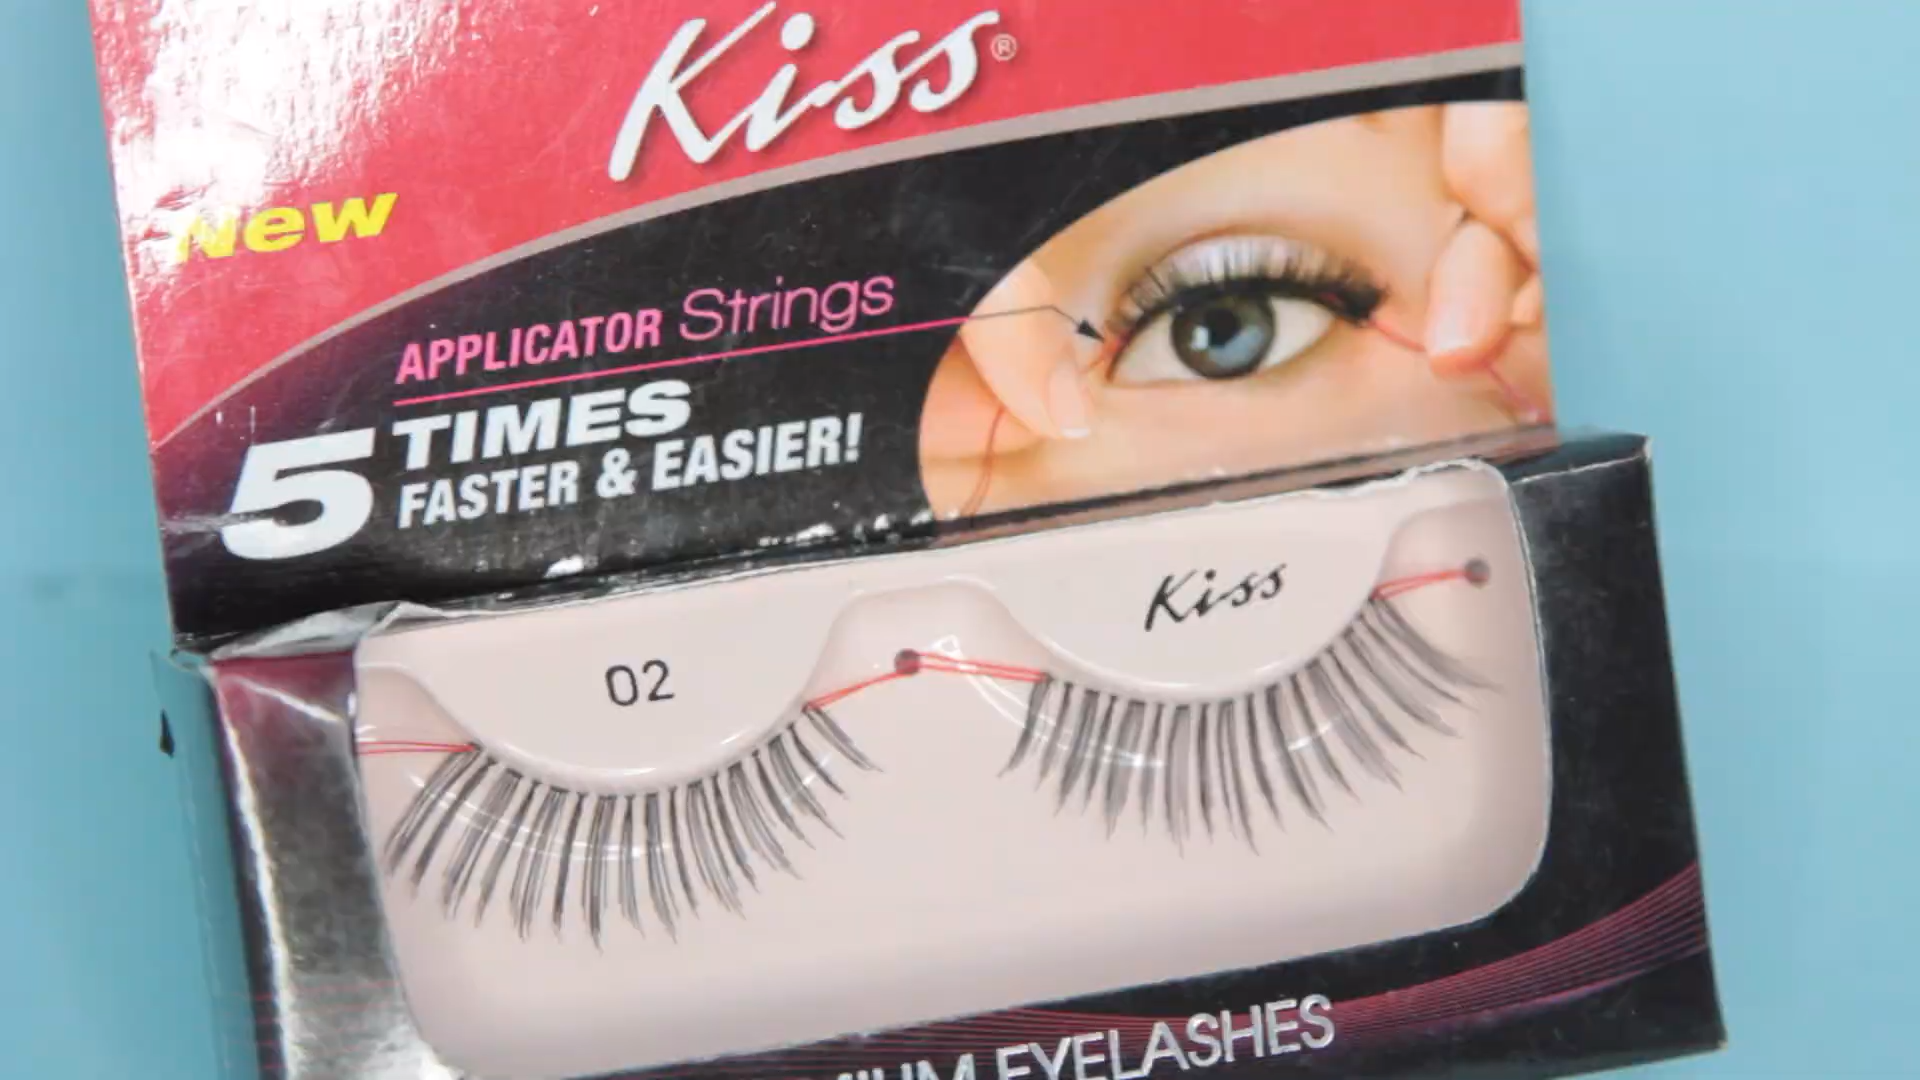 Kiss®
New
APPLICATOR Strings
5 TIMES
FASTER & EASIER!
Kiss
02
EYELASHES